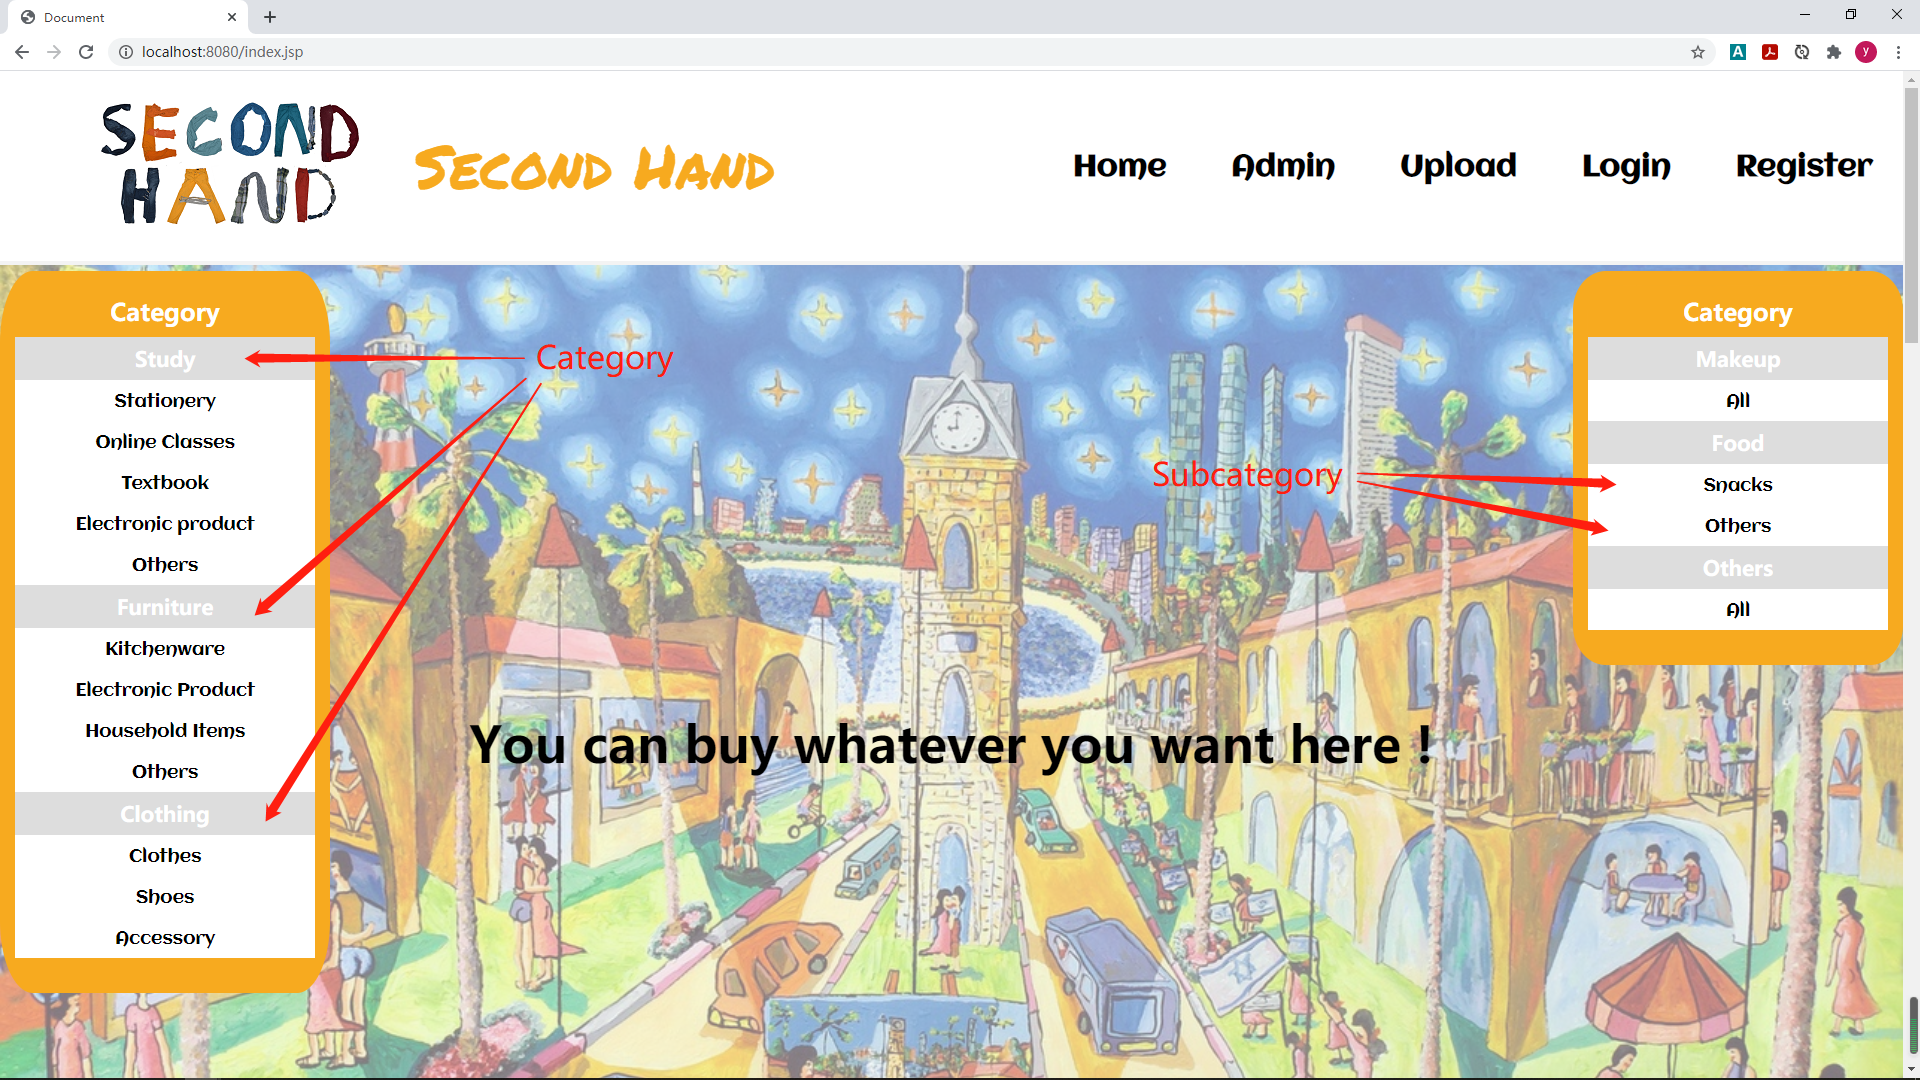 Document
localhost:8080/index.jsp
A
y
SECOND
HAND
Second Hand
Home
Admin
Upload
Login
Register
Category
Study
Stationery
Online Classes
Textbook
Electronic product
Others
Furniture
Kitchenware
Electronic Product
Household Items
Others
Clothing
Clothes
Shoes
Accessory
Category
Subcategory
You can buy whatever you want here !
Category
Makeup
All
Food
Snacks
Others
Others
All